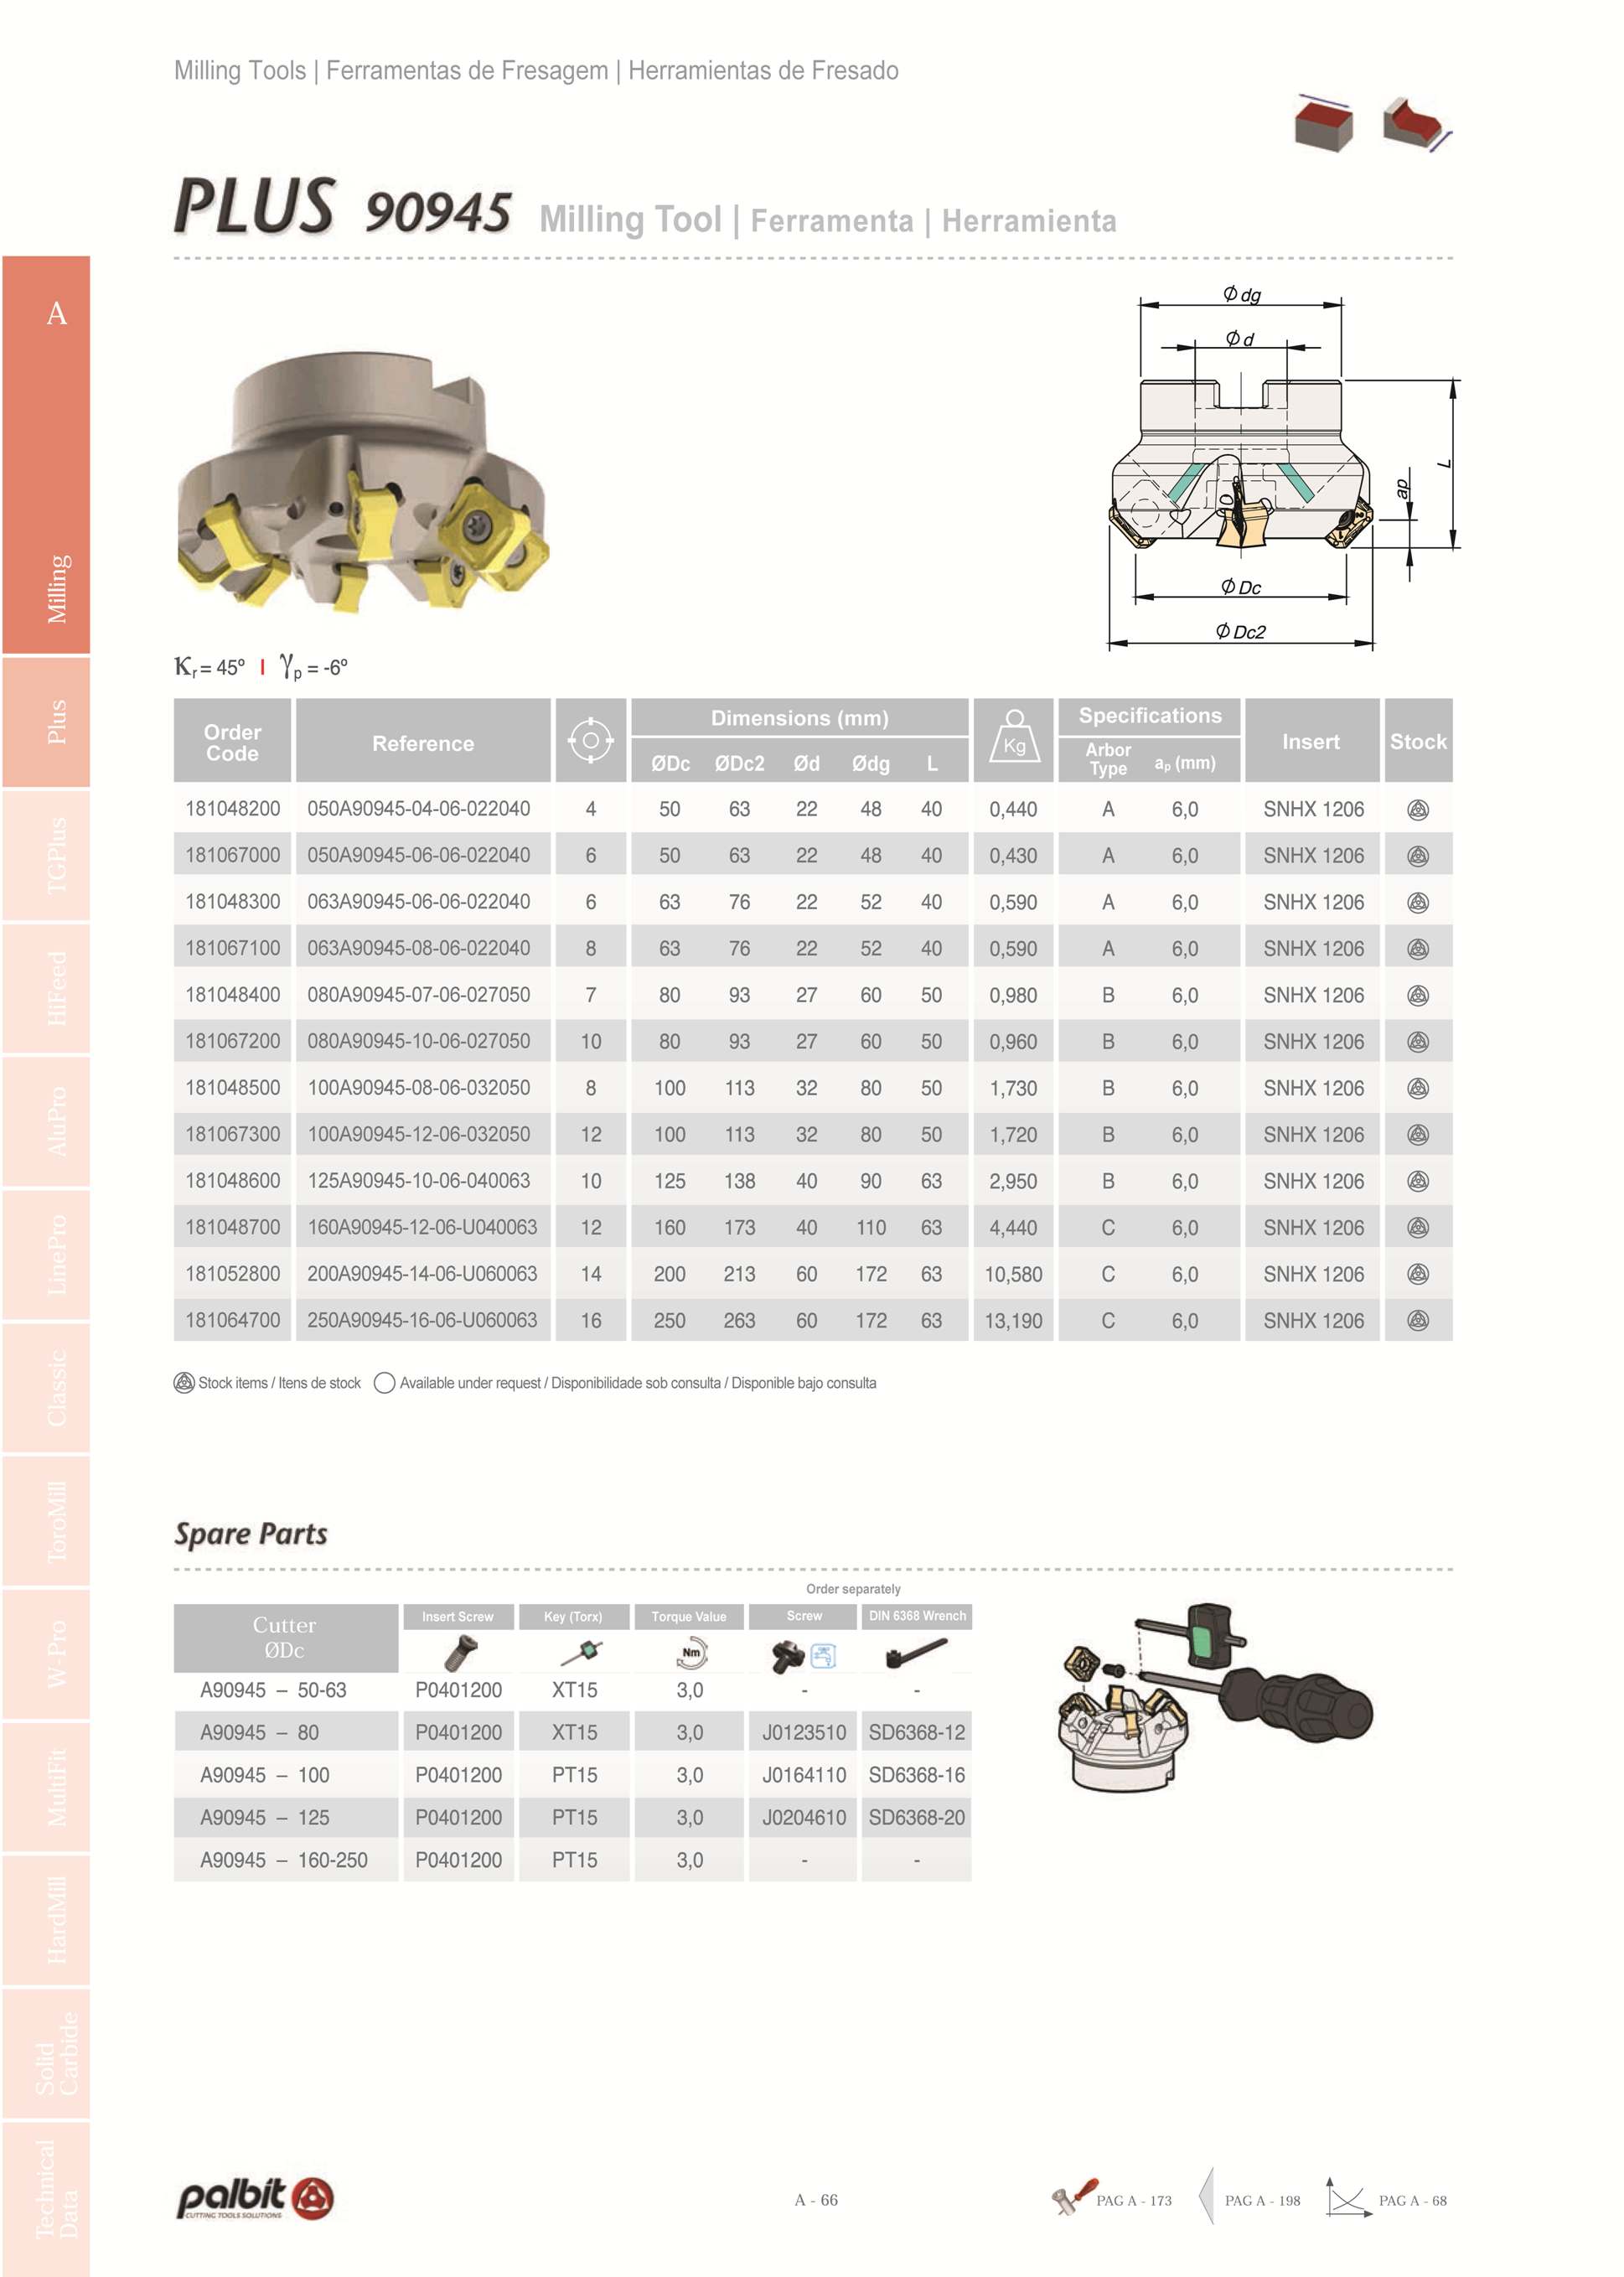 Milling Tools | Ferramentas de Fresagem | Herramientas de Fresado
PLUS 90945 Milling Tool | Ferramenta | Herramienta
A
Milling
Plus
TGPlus
HiFeed
AluPro
LinePro
Classic
ToroMill
W-Pro
MultiFit
HardMill
Solid
Carbide
Technical
Data
Ødg
Ød
L
ap
ØDc
ØDc2
Kr = 45º | γp = -6º
Order Code Reference Dimensions (mm) Kg Specifications Insert Stock
ØDc ØDc2 Ød Ødg L Arbor Type ap (mm)
181048200 050A90945-04-06-022040 4 50 63 22 48 40 0,440 A 6,0 SNHX 1206
181067000 050A90945-06-06-022040 6 50 63 22 48 40 0,430 A 6,0 SNHX 1206
181048300 063A90945-06-06-022040 6 63 76 22 52 40 0,590 A 6,0 SNHX 1206
181067100 063A90945-08-06-022040 8 63 76 22 52 40 0,590 A 6,0 SNHX 1206
181048400 080A90945-07-06-027050 7 80 93 27 60 50 0,980 B 6,0 SNHX 1206
181067200 080A90945-10-06-027050 10 80 93 27 60 50 0,960 B 6,0 SNHX 1206
181048500 100A90945-08-06-032050 8 100 113 32 80 50 1,730 B 6,0 SNHX 1206
181067300 100A90945-12-06-032050 12 100 113 32 80 50 1,720 B 6,0 SNHX 1206
181048600 125A90945-10-06-040063 10 125 138 40 90 63 2,950 B 6,0 SNHX 1206
181048700 160A90945-12-06-U040063 12 160 173 40 110 63 4,440 C 6,0 SNHX 1206
181052800 200A90945-14-06-U060063 14 200 213 60 172 63 10,580 C 6,0 SNHX 1206
181064700 250A90945-16-06-U060063 16 250 263 60 172 63 13,190 C 6,0 SNHX 1206
Stock items / Itens de stock Available under request / Disponibilidade sob consulta / Disponible bajo consulta
Spare Parts
Order separately
Cutter ØDc Insert Screw Key (Torx) Torque Value Screw DIN 6368 Wrench
Nm
A90945 – 50-63 P0401200 XT15 3,0 - -
A90945 – 80 P0401200 XT15 3,0 J0123510 SD6368-12
A90945 – 100 P0401200 PT15 3,0 J0164110 SD6368-16
A90945 – 125 P0401200 PT15 3,0 J0204610 SD6368-20
A90945 – 160-250 P0401200 PT15 3,0 - -
palbit
CUTTING TOOLS SOLUTIONS
A - 66
PAG A - 173 PAG A - 198 PAG A - 68